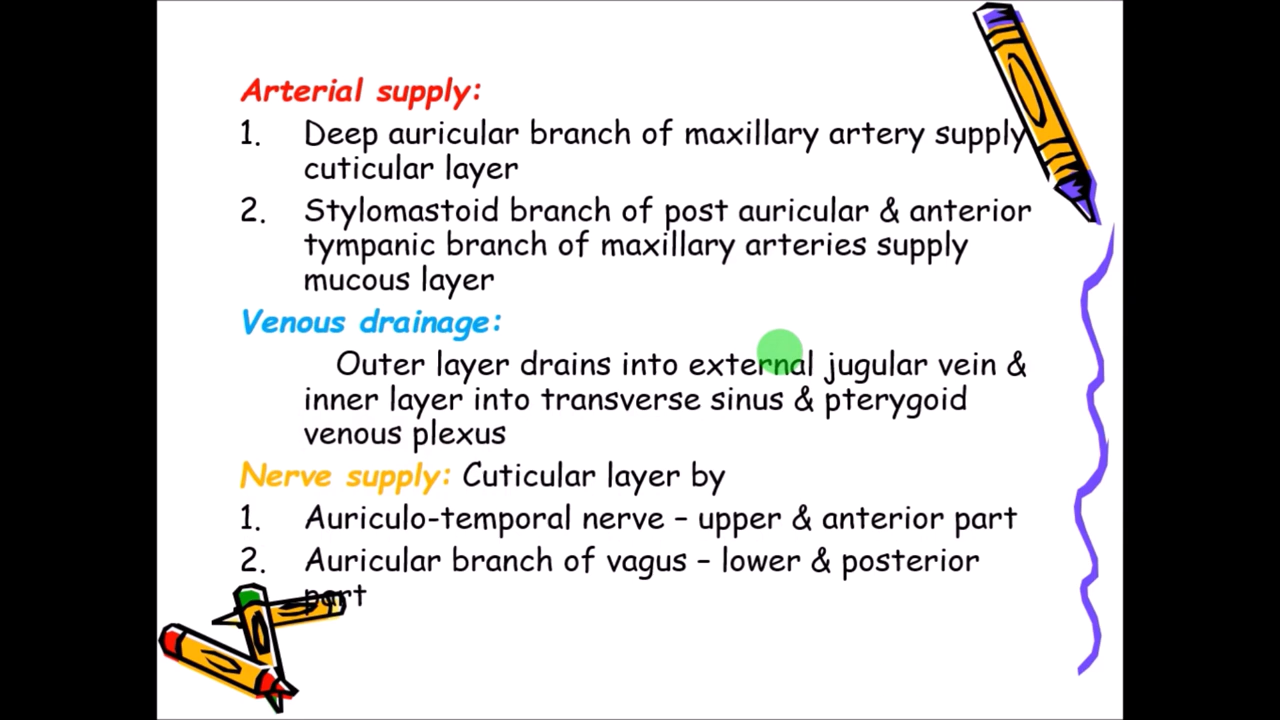 Arterial supply:
1. Deep auricular branch of maxillary artery supply
cuticular layer
2. Stylomastoid branch of post auricular & anterior
tympanic branch of maxillary arteries supply
mucous layer
Venous drainage:
Outer layer drains into external jugular vein &
inner layer into transverse sinus & pterygoid
venous plexus
Nerve supply: Cuticular layer by
1. Auriculo-temporal nerve – upper & anterior part
2. Auricular branch of vagus – lower & posterior
part